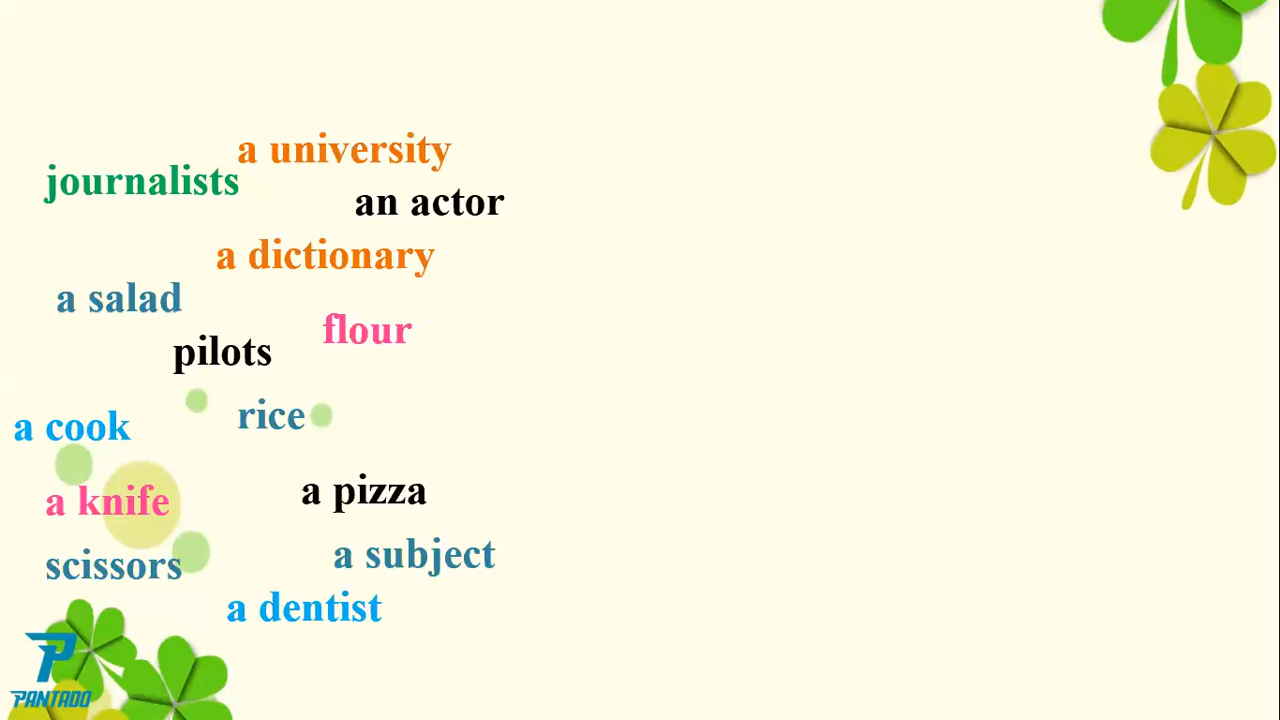 a university
journalists
an actor
a dictionary
a salad
flour
pilots
rice
a cook
a pizza
a knife
a subject
scissors
a dentist
PANTADO